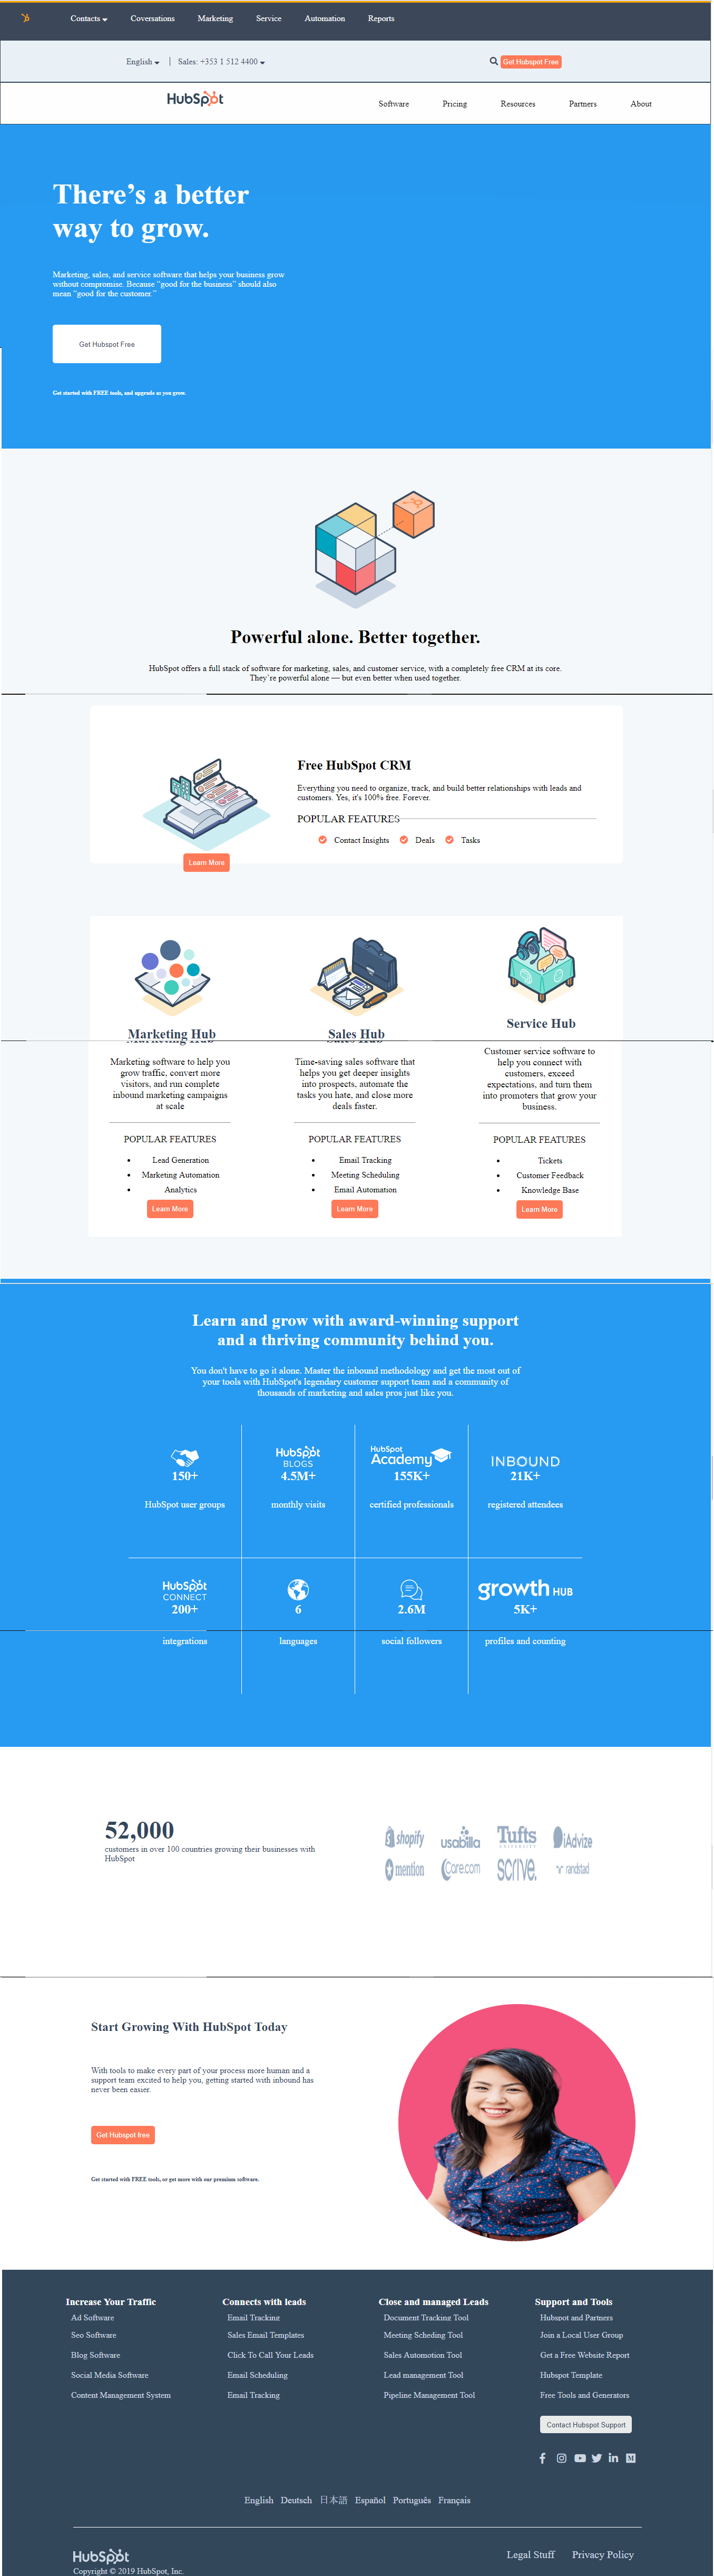 Contacts Coversations Marketing Service Automation Reports
English Sales: +353 1 512 4400 Get Hubspot Free
HubSpot Software Pricing Resources Partners About
There’s a better
way to grow.
Marketing, sales, and service software that helps your business grow
without compromise. Because “good for the business” should also
mean “good for the customer.”
Get Hubspot Free
Get started with FREE tools, and upgrade as you grow.
Powerful alone. Better together.
HubSpot offers a full stack of software for marketing, sales, and customer service, with a completely free CRM at its core.
They’re powerful alone — but even better when used together.
Free HubSpot CRM
Everything you need to organize, track, and build better relationships with leads and
customers. Yes, it's 100% free. Forever.
POPULAR FEATURES
Contact Insights Deals Tasks
Learn More
Marketing Hub
Marketing software to help you
grow traffic, convert more
visitors, and run complete
inbound marketing campaigns
at scale
POPULAR FEATURES
Lead Generation
Marketing Automation
Analytics
Learn More
Sales Hub
Time-saving sales software that
helps you get deeper insights
into prospects, automate the
tasks you hate, and close more
deals faster.
POPULAR FEATURES
Email Tracking
Meeting Scheduling
Email Automation
Learn More
Service Hub
Customer service software to
help you connect with
customers, exceed
expectations, and turn them
into promoters that grow your
business.
POPULAR FEATURES
Tickets
Customer Feedback
Knowledge Base
Learn More
Learn and grow with award-winning support
and a thriving community behind you.
You don't have to go it alone. Master the inbound methodology and get the most out of
your tools with HubSpot's legendary customer support team and a community of
thousands of marketing and sales pros just like you.
150+
HubSpot user groups
HubSpot
BLOGS
4.5M+
monthly visits
HubSpot
Academy
155K+
certified professionals
INBOUND
21K+
registered attendees
HubSpot
CONNECT
200+
integrations
6
languages
2.6M
social followers
growth HUB
5K+
profiles and counting
52,000
customers in over 100 countries growing their businesses with
HubSpot
shopify usabilla Tufts iAdvize
UNIVERSITY
mention Care.com SCRIVE. randstad
Start Growing With HubSpot Today
With tools to make every part of your process more human and a
support team excited to help you, getting started with inbound has
never been easier.
Get Hubspot free
Get started with FREE tools, or get more with our premium software.
Increase Your Traffic
Ad Software
Seo Software
Blog Software
Social Media Software
Content Management System
Connects with leads
Email Tracking
Sales Email Templates
Click To Call Your Leads
Email Scheduling
Email Tracking
Close and managed Leads
Document Tracking Tool
Meeting Scheding Tool
Sales Automotion Tool
Lead management Tool
Pipeline Management Tool
Support and Tools
Hubspot and Partners
Join a Local User Group
Get a Free Website Report
Hubspot Template
Free Tools and Generators
Contact Hubspot Support
English Deutsch 日本語 Español Português Français
HubSpot
Copyright © 2019 HubSpot, Inc.
Legal Stuff Privacy Policy